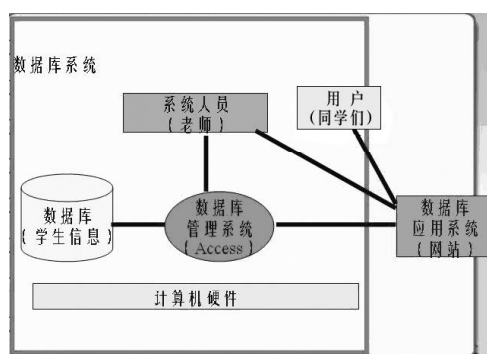 数据库系统
系统人员
(老师)
用户
(同学们)
数据库
(学生信息)
数据库
管理系统
(Access)
数据库
应用系统
(网站)
计算机硬件